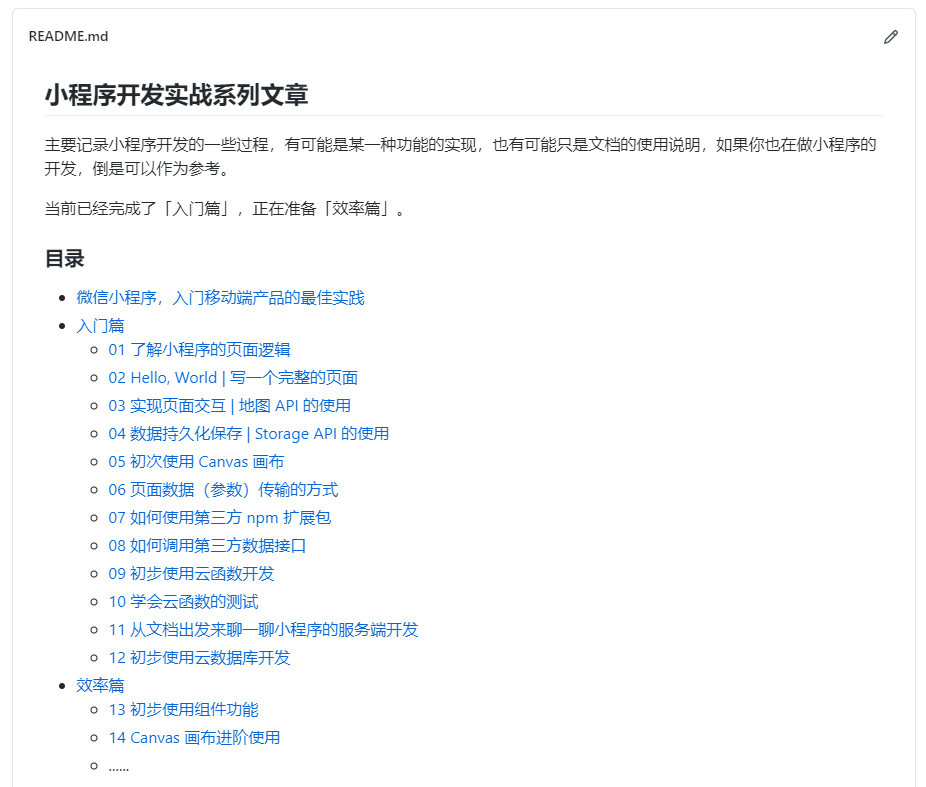 README.md
小程序开发实战系列文章
主要记录小程序开发的一些过程，有可能是某一种功能的实现，也有可能只是文档的使用说明，如果你也在做小程序的
开发，倒是可以作为参考。
当前已经完成了「入门篇」，正在准备「效率篇」。
目录
微信小程序，入门移动端产品的最佳实践
入门篇
01 了解小程序的页面逻辑
02 Hello, World | 写一个完整的页面
03 实现页面交互 | 地图 API 的使用
04 数据持久化保存 | Storage API 的使用
05 初次使用 Canvas 画布
06 页面数据（参数）传输的方式
07 如何使用第三方 npm 扩展包
08 如何调用第三方数据接口
09 初步使用云函数开发
10 学会云函数的测试
11 从文档出发来聊一聊小程序的服务端开发
12 初步使用云数据库开发
效率篇
13 初步使用组件功能
14 Canvas 画布进阶使用
......